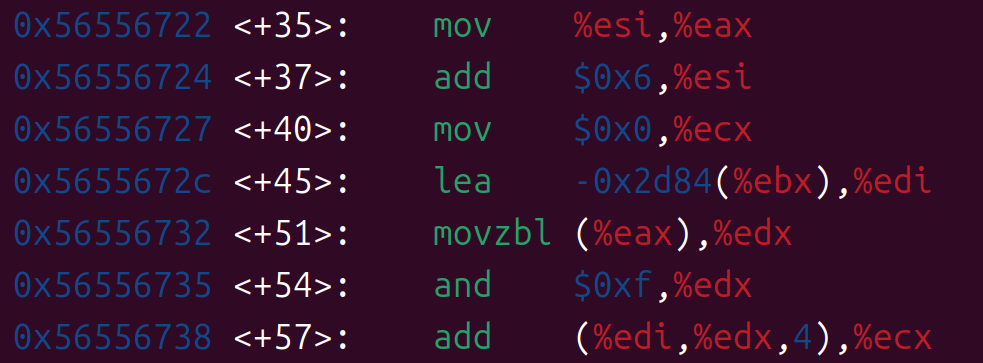 0x56556722 <+35>:    mov    %esi,%eax
0x56556724 <+37>:    add    $0x6,%esi
0x56556727 <+40>:    mov    $0x0,%ecx
0x5655672c <+45>:    lea    -0x2d84(%ebx),%edi
0x56556732 <+51>:    movzbl (%eax),%edx
0x56556735 <+54>:    and    $0xf,%edx
0x56556738 <+57>:    add    (%edi,%edx,4),%ecx